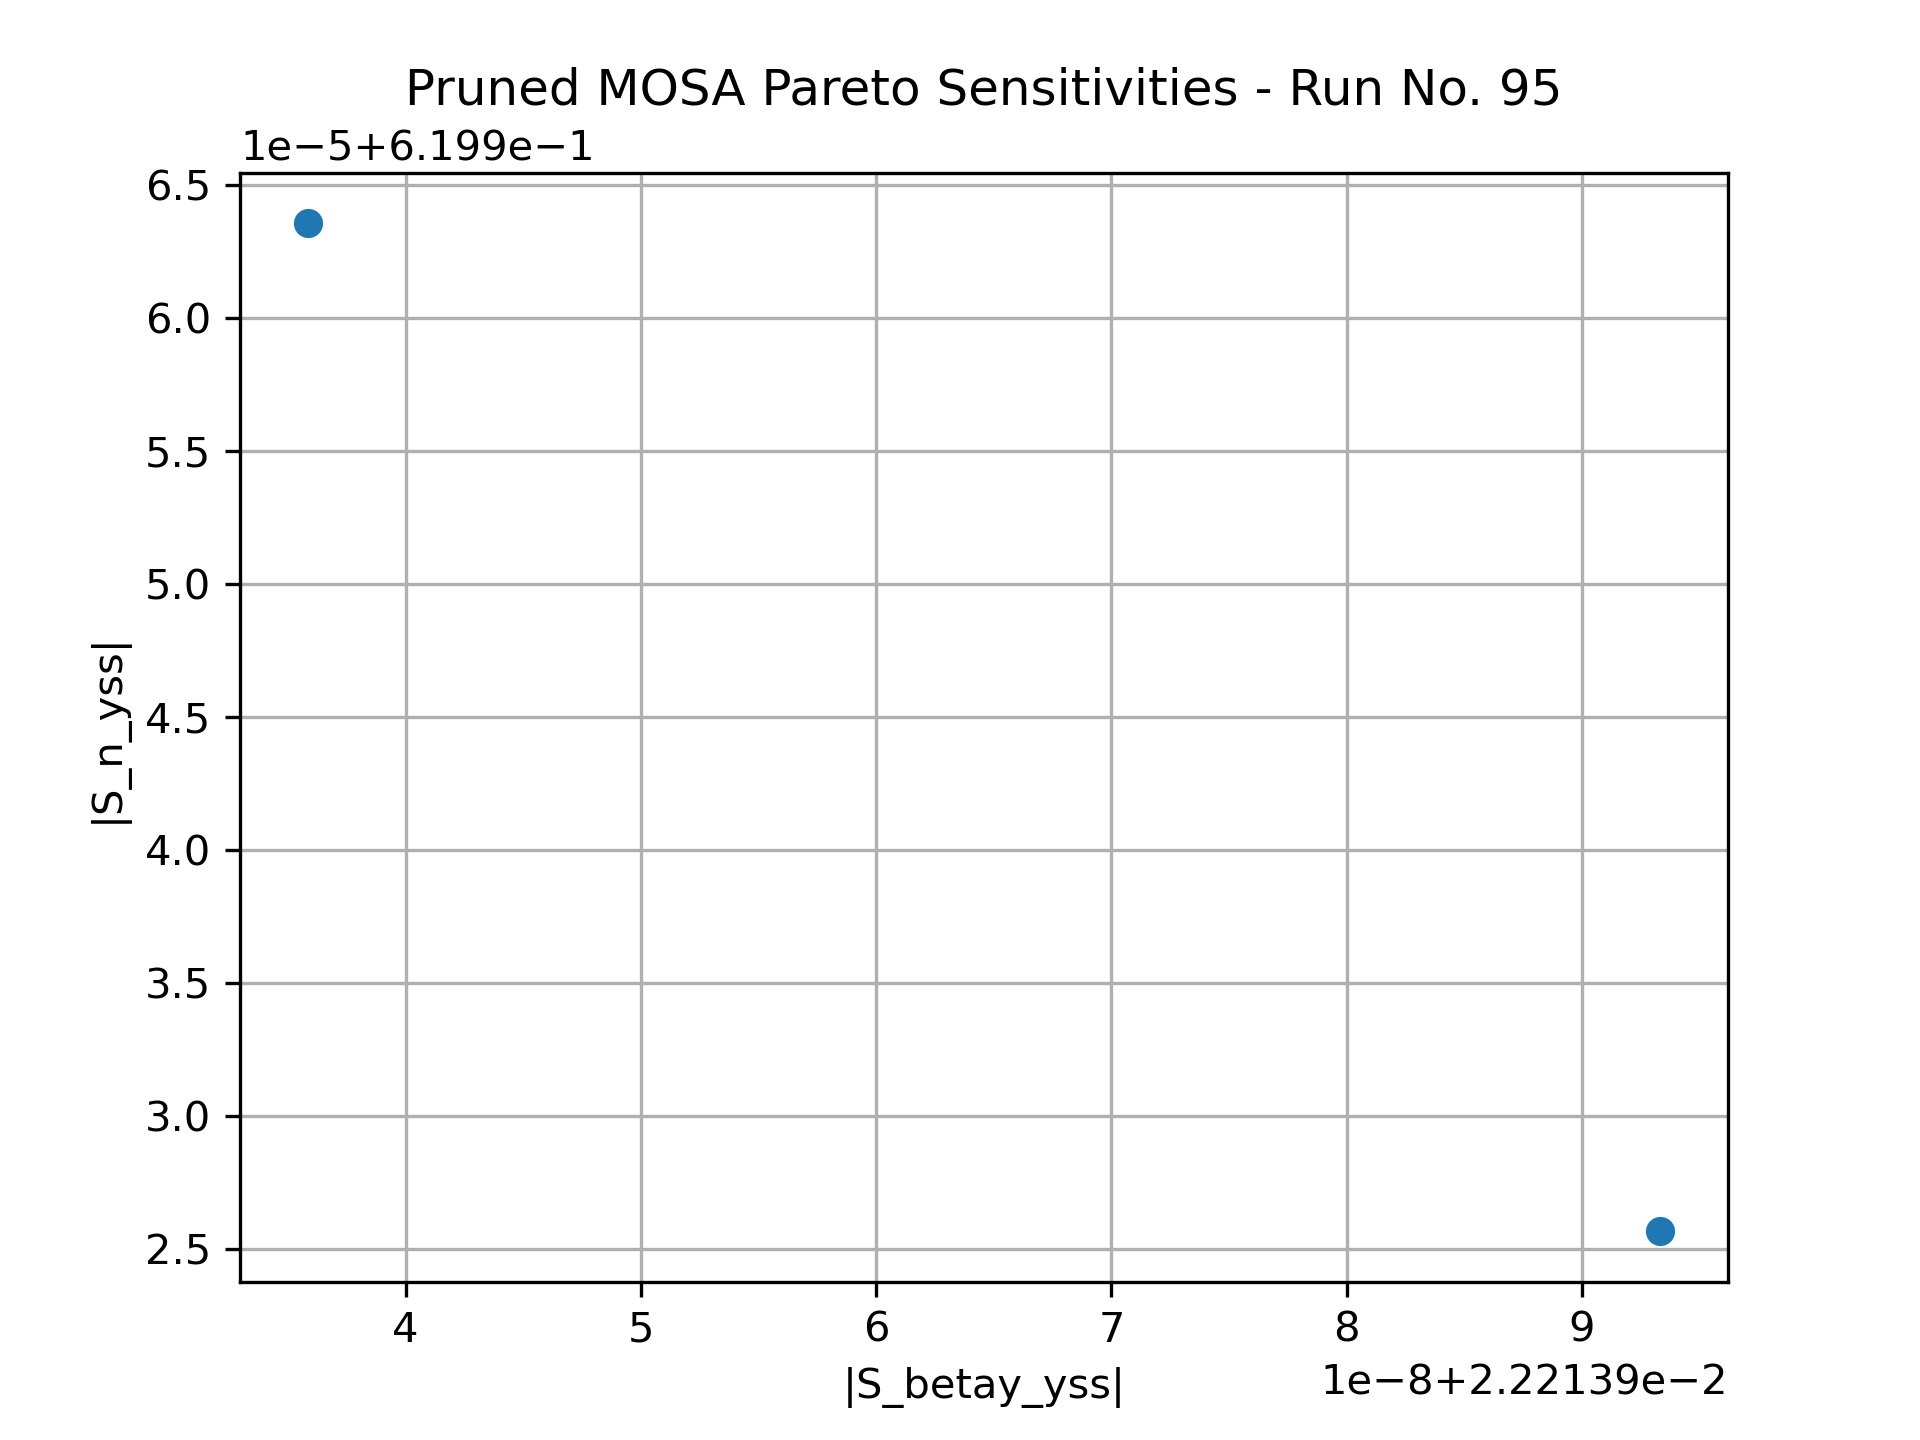 Pruned MOSA Pareto Sensitivities - Run No. 95
1e−5+6.199e−1
6.5
6.0
5.5
5.0
4.5
4.0
3.5
3.0
2.5
|S_n_yss|
4 5 6 7 8 9
|S_betay_yss|
1e−8+2.22139e−2